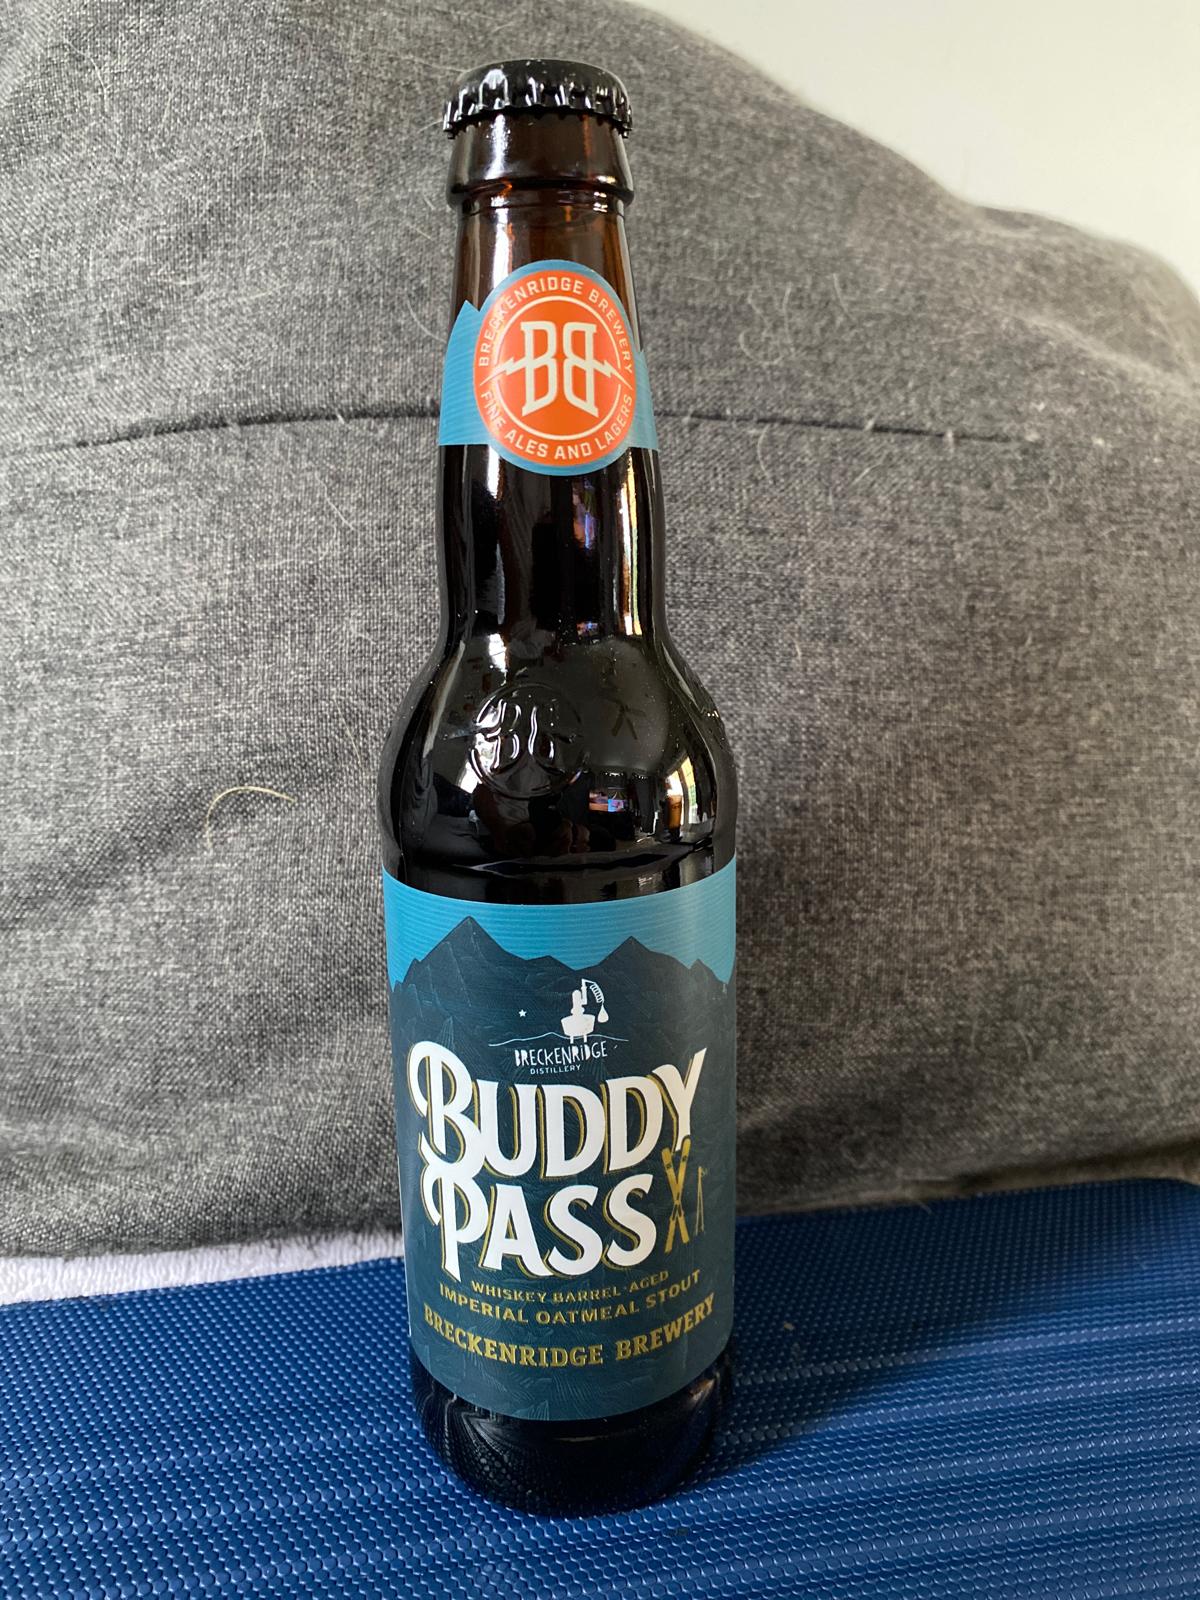 BRECKENRIDGE BREWERY
BB
FINE ALES AND LAGERS
BRECKENRIDGE
DISTILLERY
BUDDY
PASS
WHISKEY BARREL-AGED
IMPERIAL OATMEAL STOUT
BRECKENRIDGE BREWERY